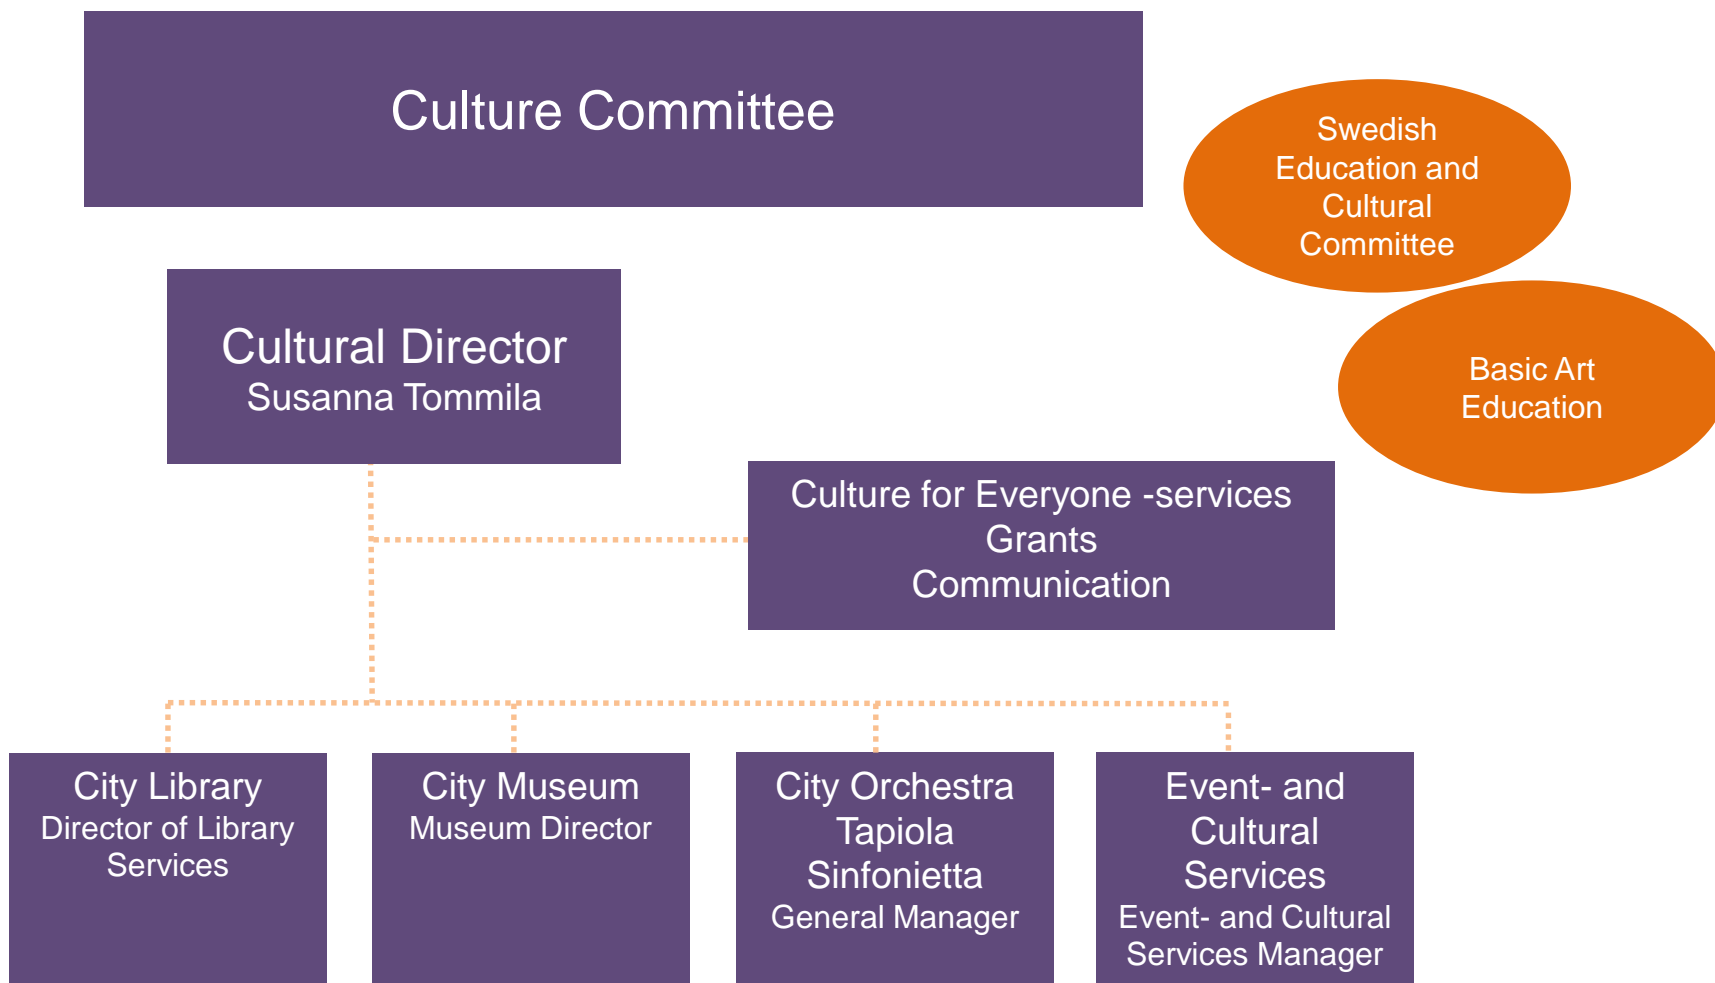 Culture Committee
Swedish
Education and
Cultural
Committee
Cultural Director
Susanna Tommila
Basic Art
Education
Culture for Everyone -services
Grants
Communication
City Library
Director of Library
Services
City Museum
Museum Director
City Orchestra
Tapiola
Sinfonietta
General Manager
Event- and
Cultural
Services
Event- and Cultural
Services Manager